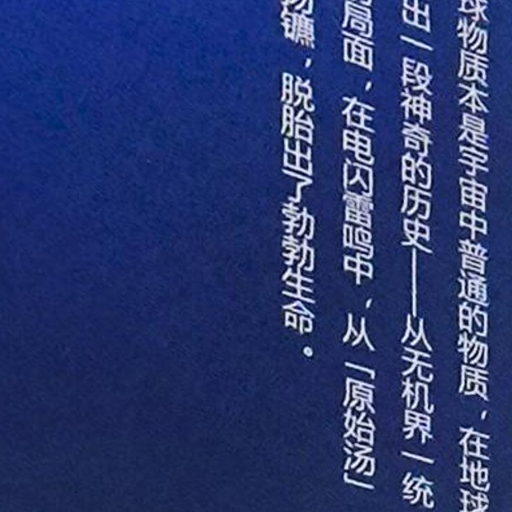 球物质本是宇宙中普通的物质，在地球
出一段神奇的历史——从无机界一统
局面，在电闪雷鸣中，从「原始汤」
汤镬，脱胎出了勃勃生命。